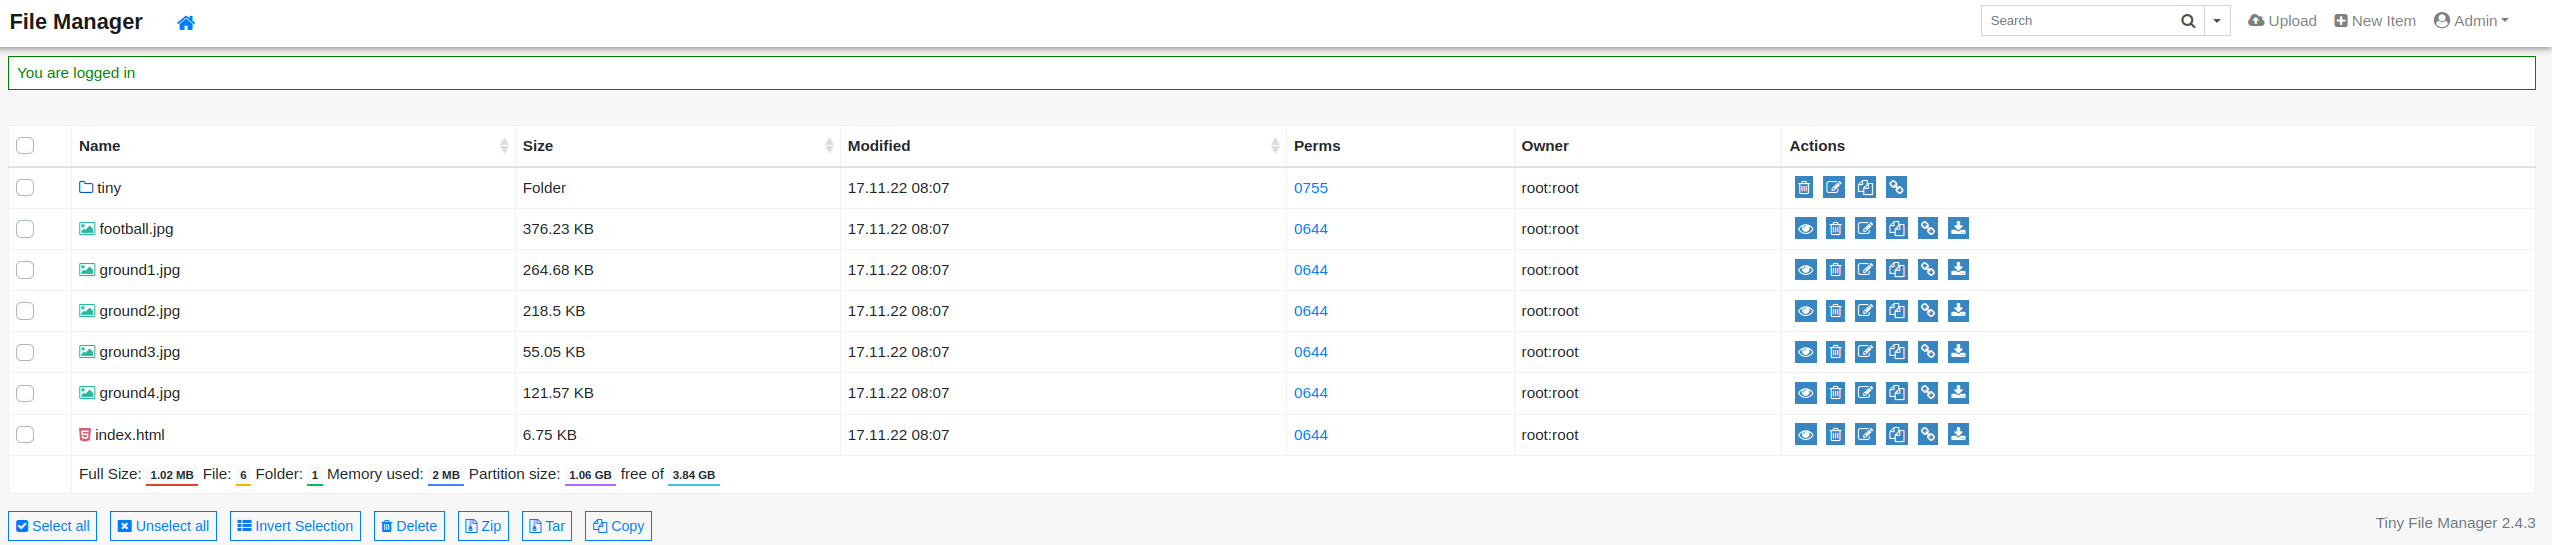 File Manager Search Upload New Item Admin
You are logged in
Name Size Modified Perms Owner Actions
tiny Folder 17.11.22 08:07 0755 root:root
football.jpg 376.23 KB 17.11.22 08:07 0644 root:root
ground1.jpg 264.68 KB 17.11.22 08:07 0644 root:root
ground2.jpg 218.5 KB 17.11.22 08:07 0644 root:root
ground3.jpg 55.05 KB 17.11.22 08:07 0644 root:root
ground4.jpg 121.57 KB 17.11.22 08:07 0644 root:root
index.html 6.75 KB 17.11.22 08:07 0644 root:root
Full Size: 1.02 MB File: 6 Folder: 1 Memory used: 2 MB Partition size: 1.06 GB free of 3.84 GB
Select all Unselect all Invert Selection Delete Zip Tar Copy Tiny File Manager 2.4.3